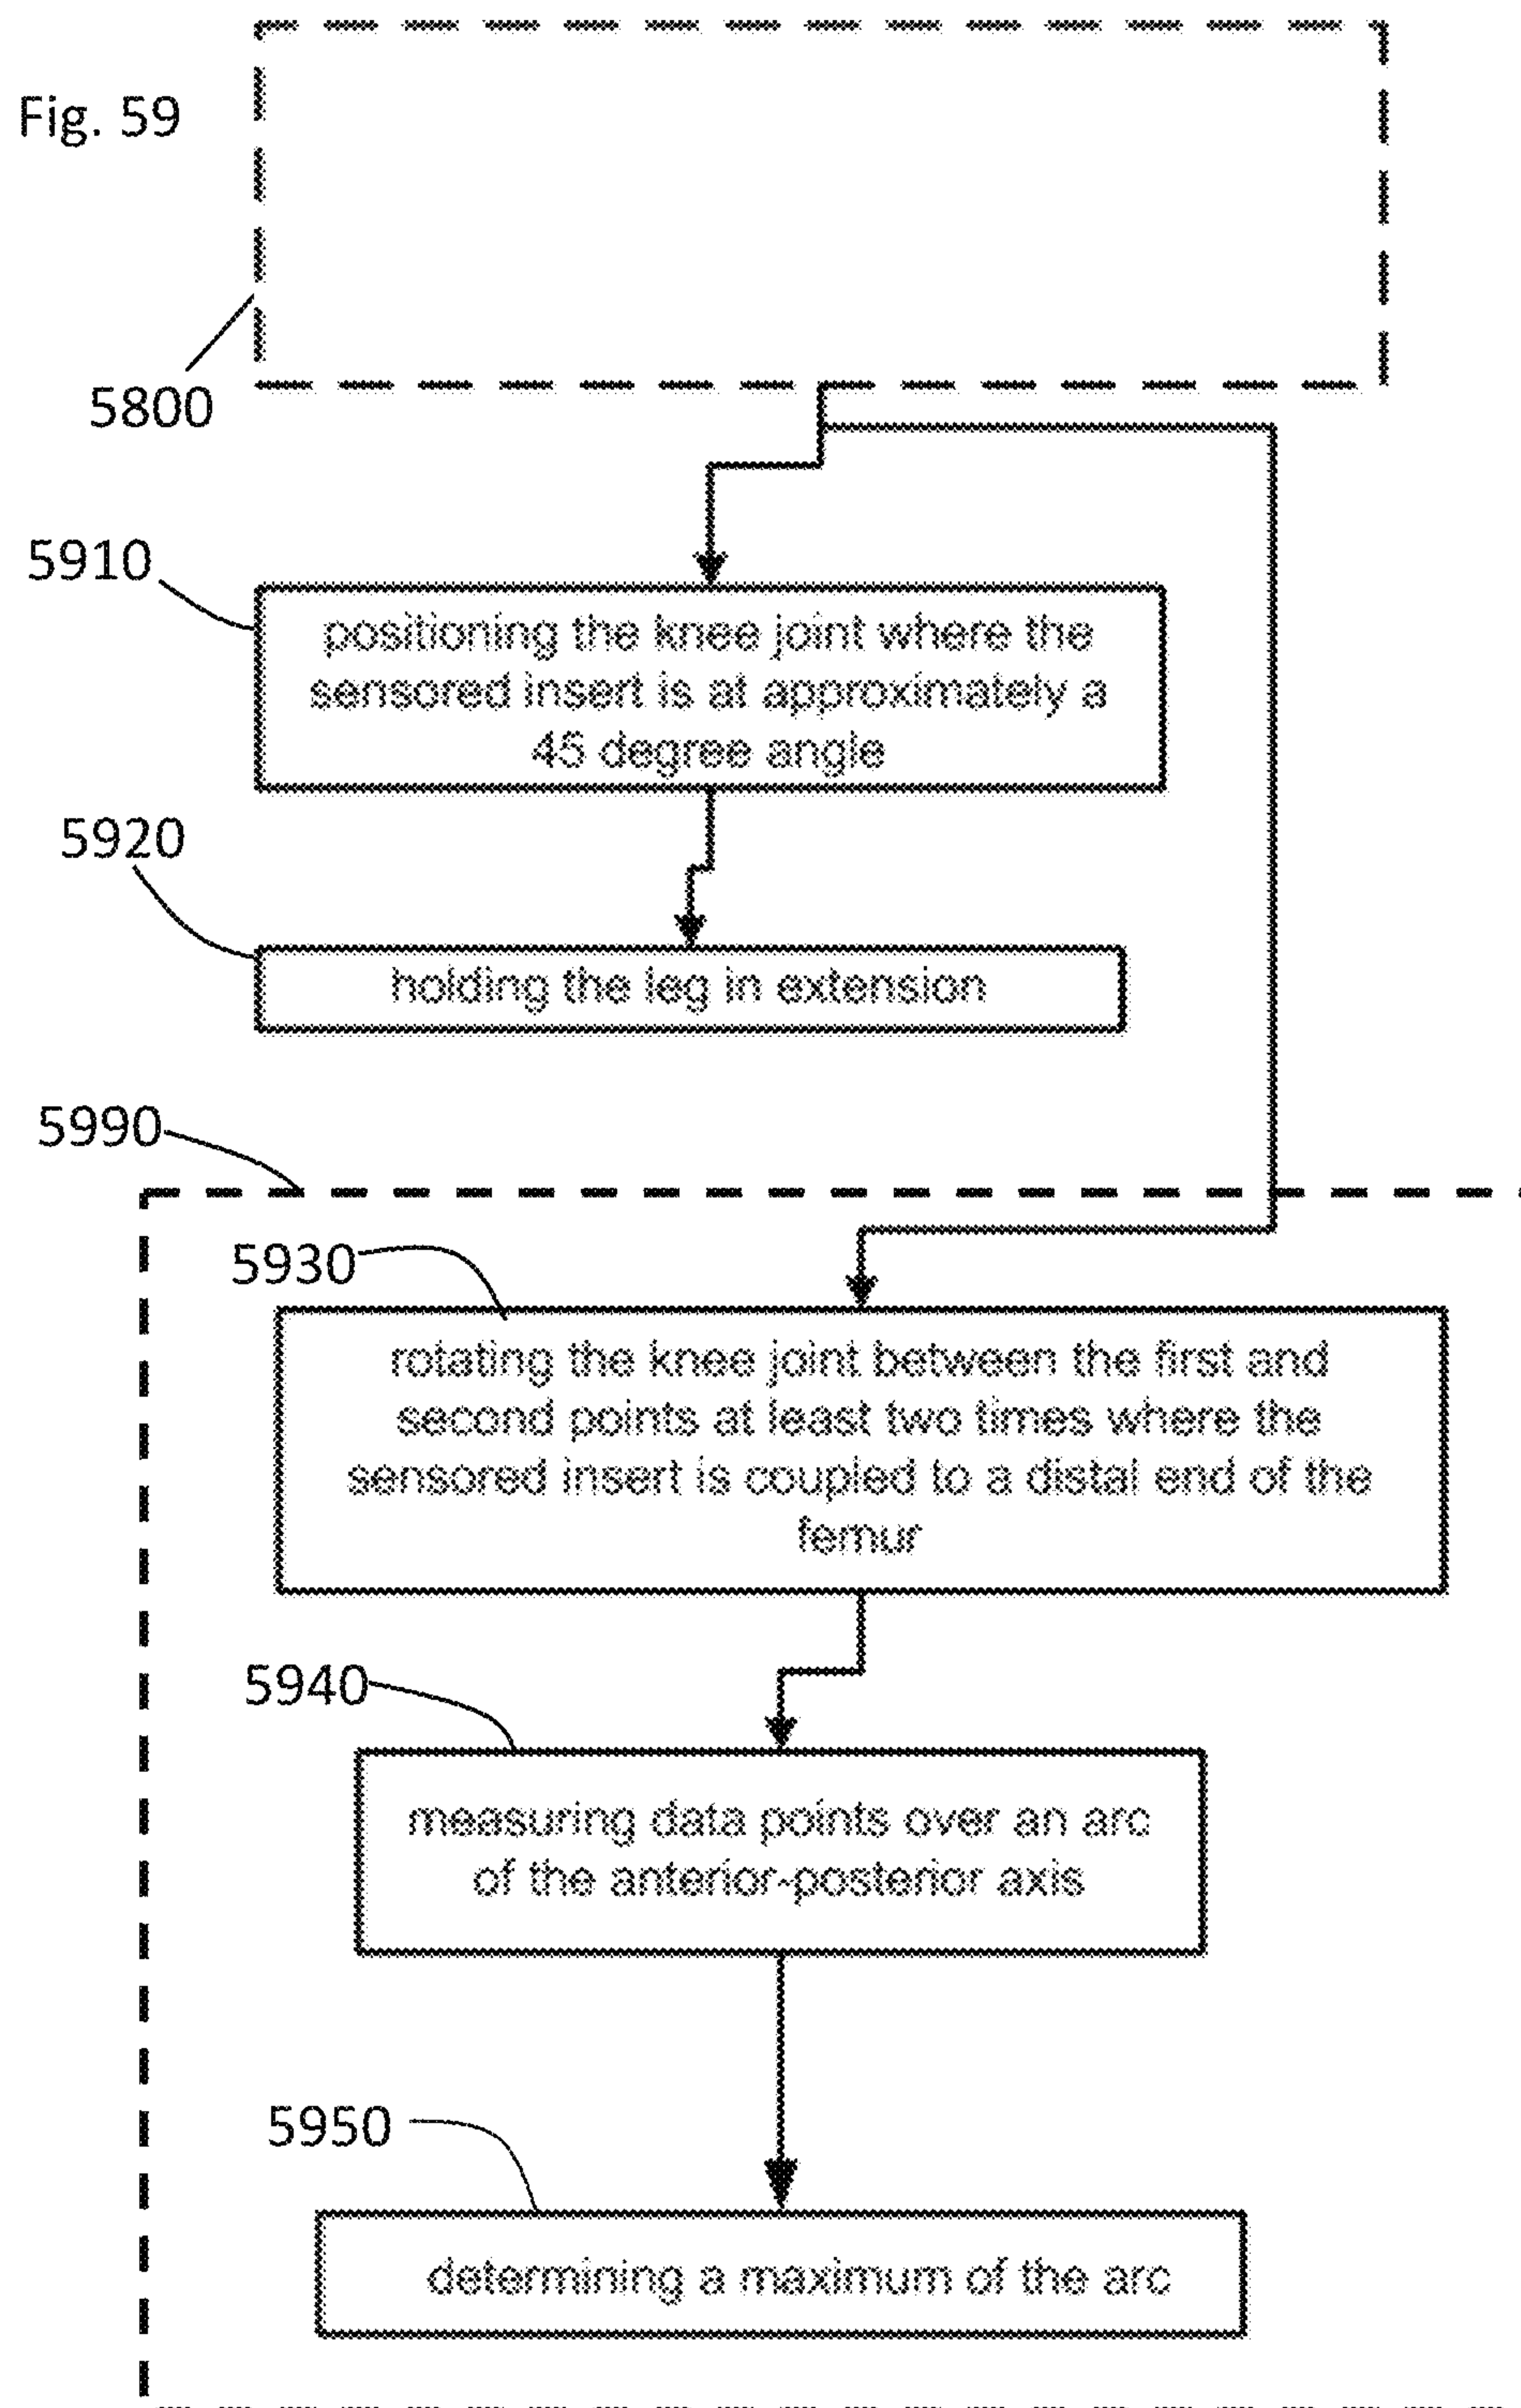 Fig. 59
5800
5910
positioning the knee joint where the
sensored insert is at approximately a
45 degree angle
5920
holding the leg in extension
5990
5930
rotating the knee joint between the first and
second points at least two times where the
sensored insert is coupled to a distal end of the
femur
5940
measuring data points over an arc
of the anterior-posterior axis
5950
determining a maximum of the arc